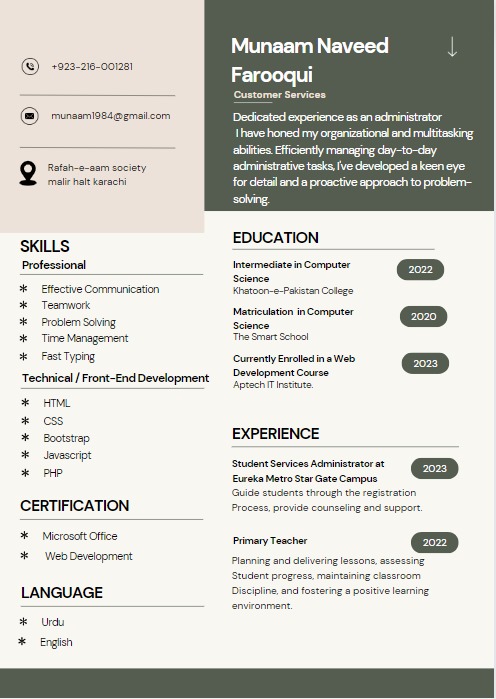 +923-216-001281
munaam1984@gmail.com
Rafah-e-aam society
malir halt karachi
Munaam Naveed
Farooqui
Customer Services
Dedicated experience as an administrator
I have honed my organizational and multitasking
abilities. Efficiently managing day-to-day
administrative tasks, I've developed a keen eye
for detail and a proactive approach to problem-
solving.
SKILLS
Professional
* Effective Communication
* Teamwork
* Problem Solving
* Time Management
* Fast Typing
Technical / Front-End Development
* HTML
* CSS
* Bootstrap
* Javascript
* PHP
CERTIFICATION
* Microsoft Office
* Web Development
LANGUAGE
* Urdu
* English
EDUCATION
Intermediate in Computer
Science
2022
Khatoon-e-Pakistan College
Matriculation in Computer
Science
2020
The Smart School
Currently Enrolled in a Web
Development Course
2023
Aptech IT Institute.
EXPERIENCE
Student Services Administrator at
Eureka Metro Star Gate Campus
2023
Guide students through the registration
Process, provide counseling and support.
Primary Teacher
2022
Planning and delivering lessons, assessing
Student progress, maintaining classroom
Discipline, and fostering a positive learning
environment.